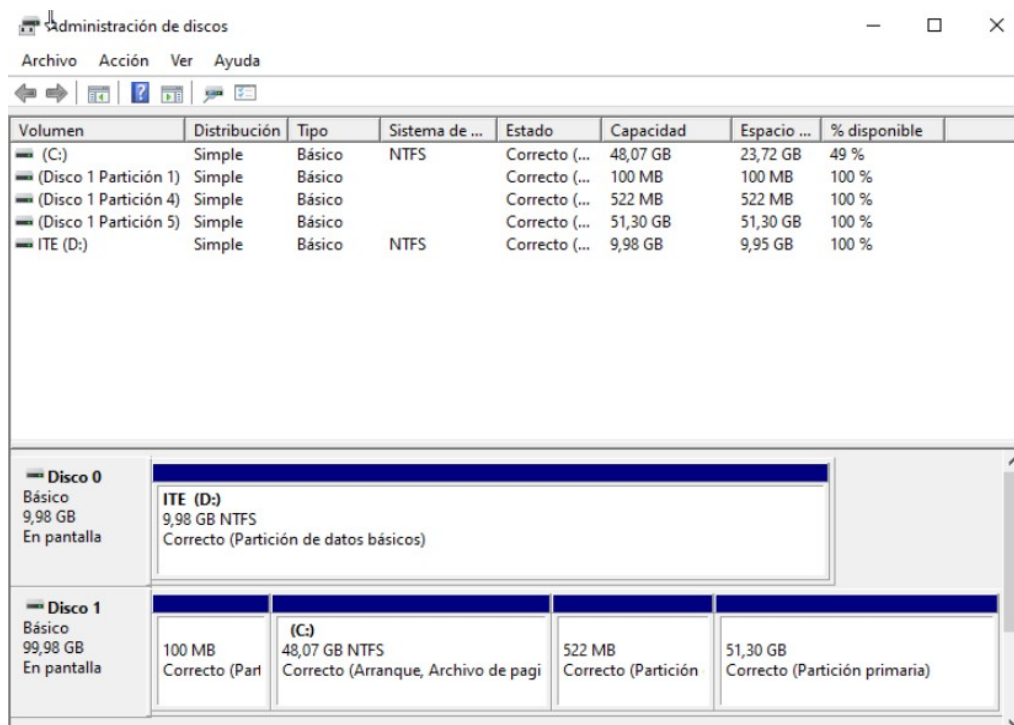 Administración de discos
Archivo Acción Ver Ayuda
Volumen Distribución Tipo Sistema de ... Estado Capacidad Espacio ... % disponible
(C:) Simple Básico NTFS Correcto (... 48,07 GB 23,72 GB 49 %
(Disco 1 Partición 1) Simple Básico Correcto (... 100 MB 100 MB 100 %
(Disco 1 Partición 4) Simple Básico Correcto (... 522 MB 522 MB 100 %
(Disco 1 Partición 5) Simple Básico Correcto (... 51,30 GB 51,30 GB 100 %
ITE (D:) Simple Básico NTFS Correcto (... 9,98 GB 9,95 GB 100 %
Disco 0
Básico
9,98 GB
En pantalla
ITE (D:)
9,98 GB NTFS
Correcto (Partición de datos básicos)
Disco 1
Básico
99,98 GB
En pantalla
100 MB
Correcto (Part
(C:)
48,07 GB NTFS
Correcto (Arranque, Archivo de pagi
522 MB
Correcto (Partición
51,30 GB
Correcto (Partición primaria)